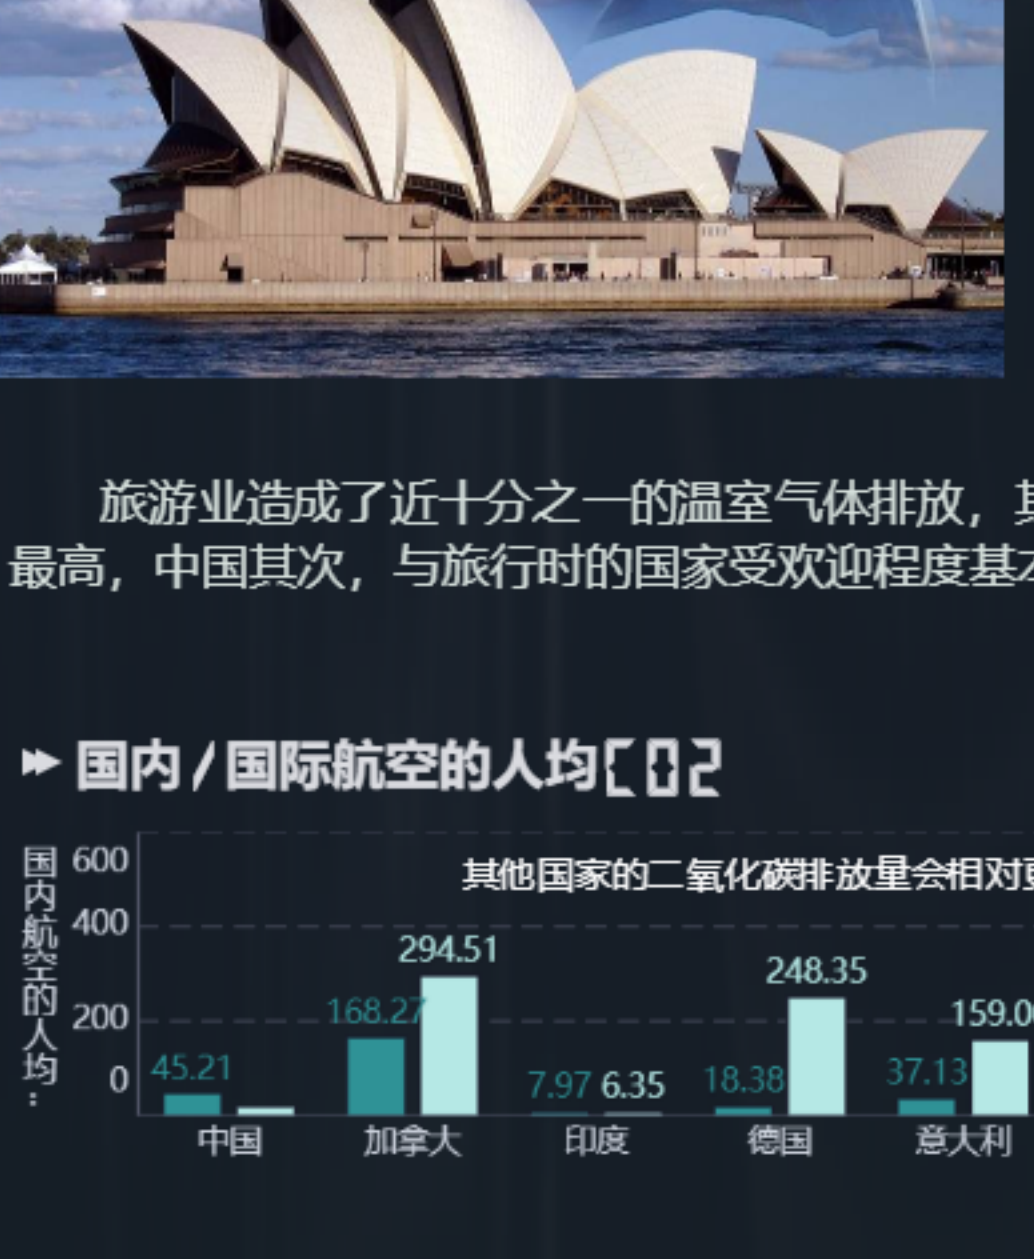 旅游业造成了近十分之一的温室气体排放，其
最高，中国其次，与旅行时的国家受欢迎程度基本
国内/国际航空的人均CO2
国内航空的人均：
600
400
200
0
其他国家的二氧化碳排放量会相对更
45.21
168.27
294.51
7.97
6.35
18.38
248.35
37.13
159.0
中国
加拿大
印度
德国
意大利